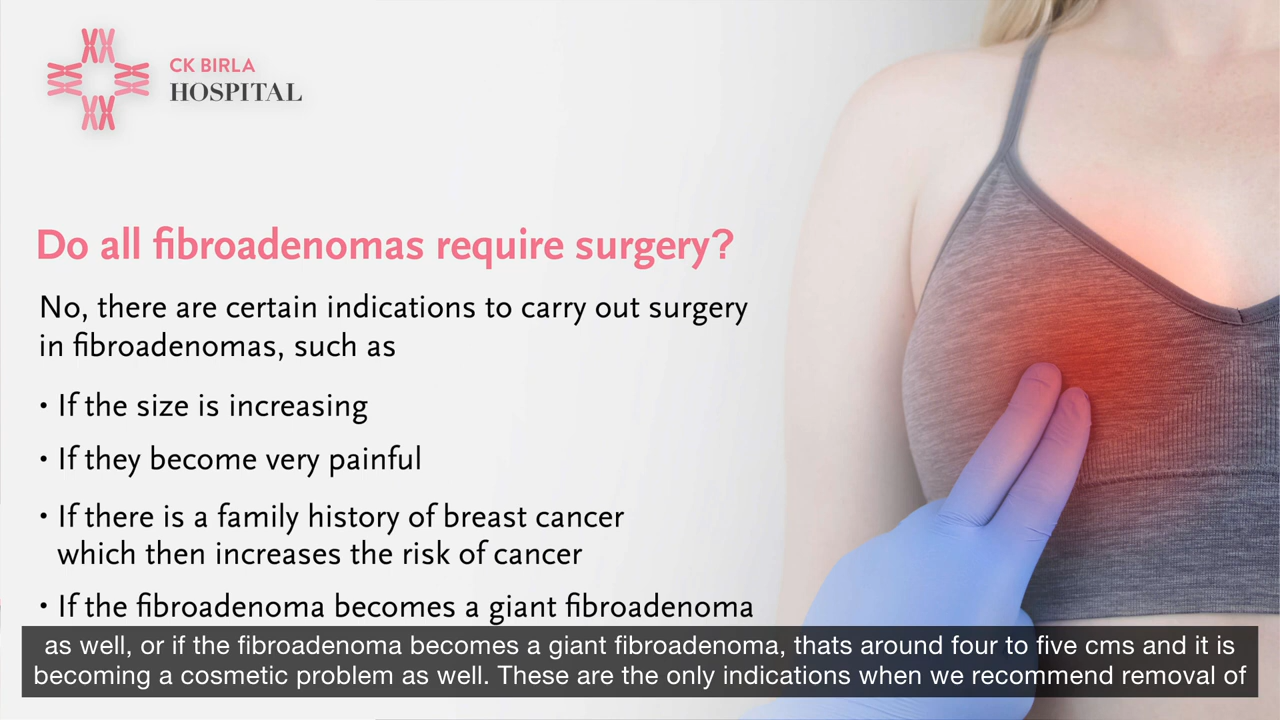 CK BIRLA
HOSPITAL
Do all fibroadenomas require surgery?
No, there are certain indications to carry out surgery
in fibroadenomas, such as
• If the size is increasing
• If they become very painful
• If there is a family history of breast cancer
which then increases the risk of cancer
• If the fibroadenoma becomes a giant fibroadenoma
as well, or if the fibroadenoma becomes a giant fibroadenoma, thats around four to five cms and it is
becoming a cosmetic problem as well. These are the only indications when we recommend removal of